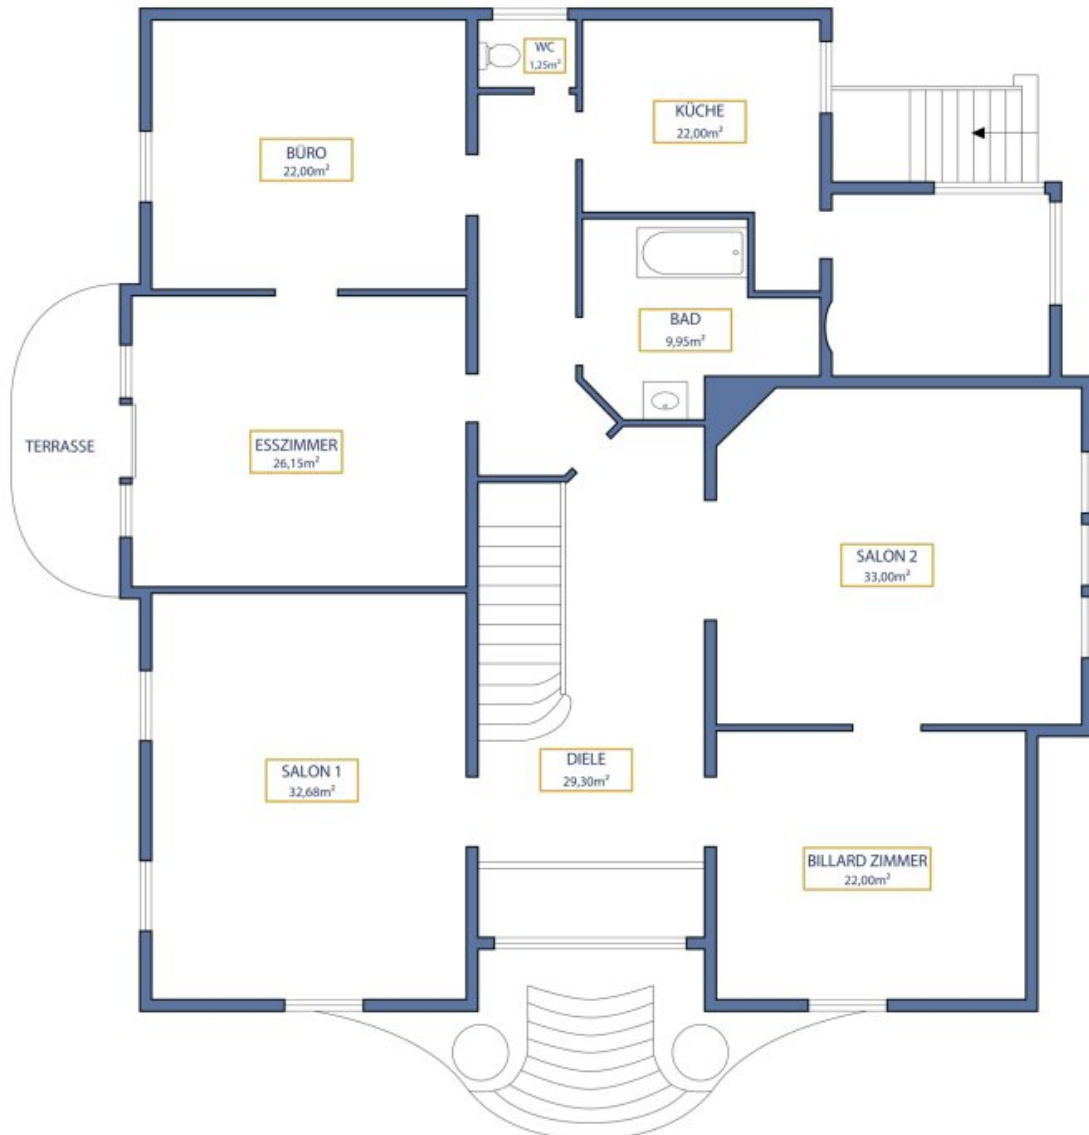 WC
1,25m²
KÜCHE
22,00m²
BÜRO
22,00m²
BAD
9,95m²
TERRASSE
ESSZIMMER
26,15m²
SALON 2
33,00m²
SALON 1
32,68m²
DIELE
29,30m²
BILLARD ZIMMER
22,00m²